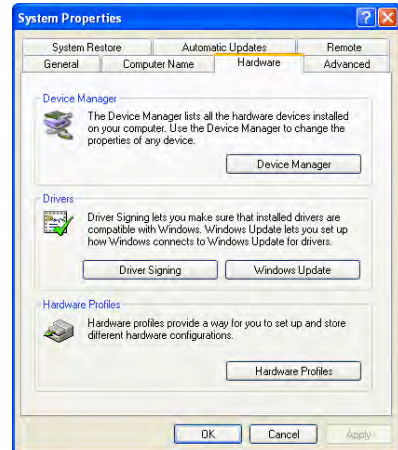 System Properties
System Restore Automatic Updates Remote
General Computer Name Hardware Advanced
Device Manager
The Device Manager lists all the hardware devices installed
on your computer. Use the Device Manager to change the
properties of any device.
Device Manager
Drivers
Driver Signing lets you make sure that installed drivers are
compatible with Windows. Windows Update lets you set up
how Windows connects to Windows Update for drivers.
Driver Signing Windows Update
Hardware Profiles
Hardware profiles provide a way for you to set up and store
different hardware configurations.
Hardware Profiles
OK Cancel Apply